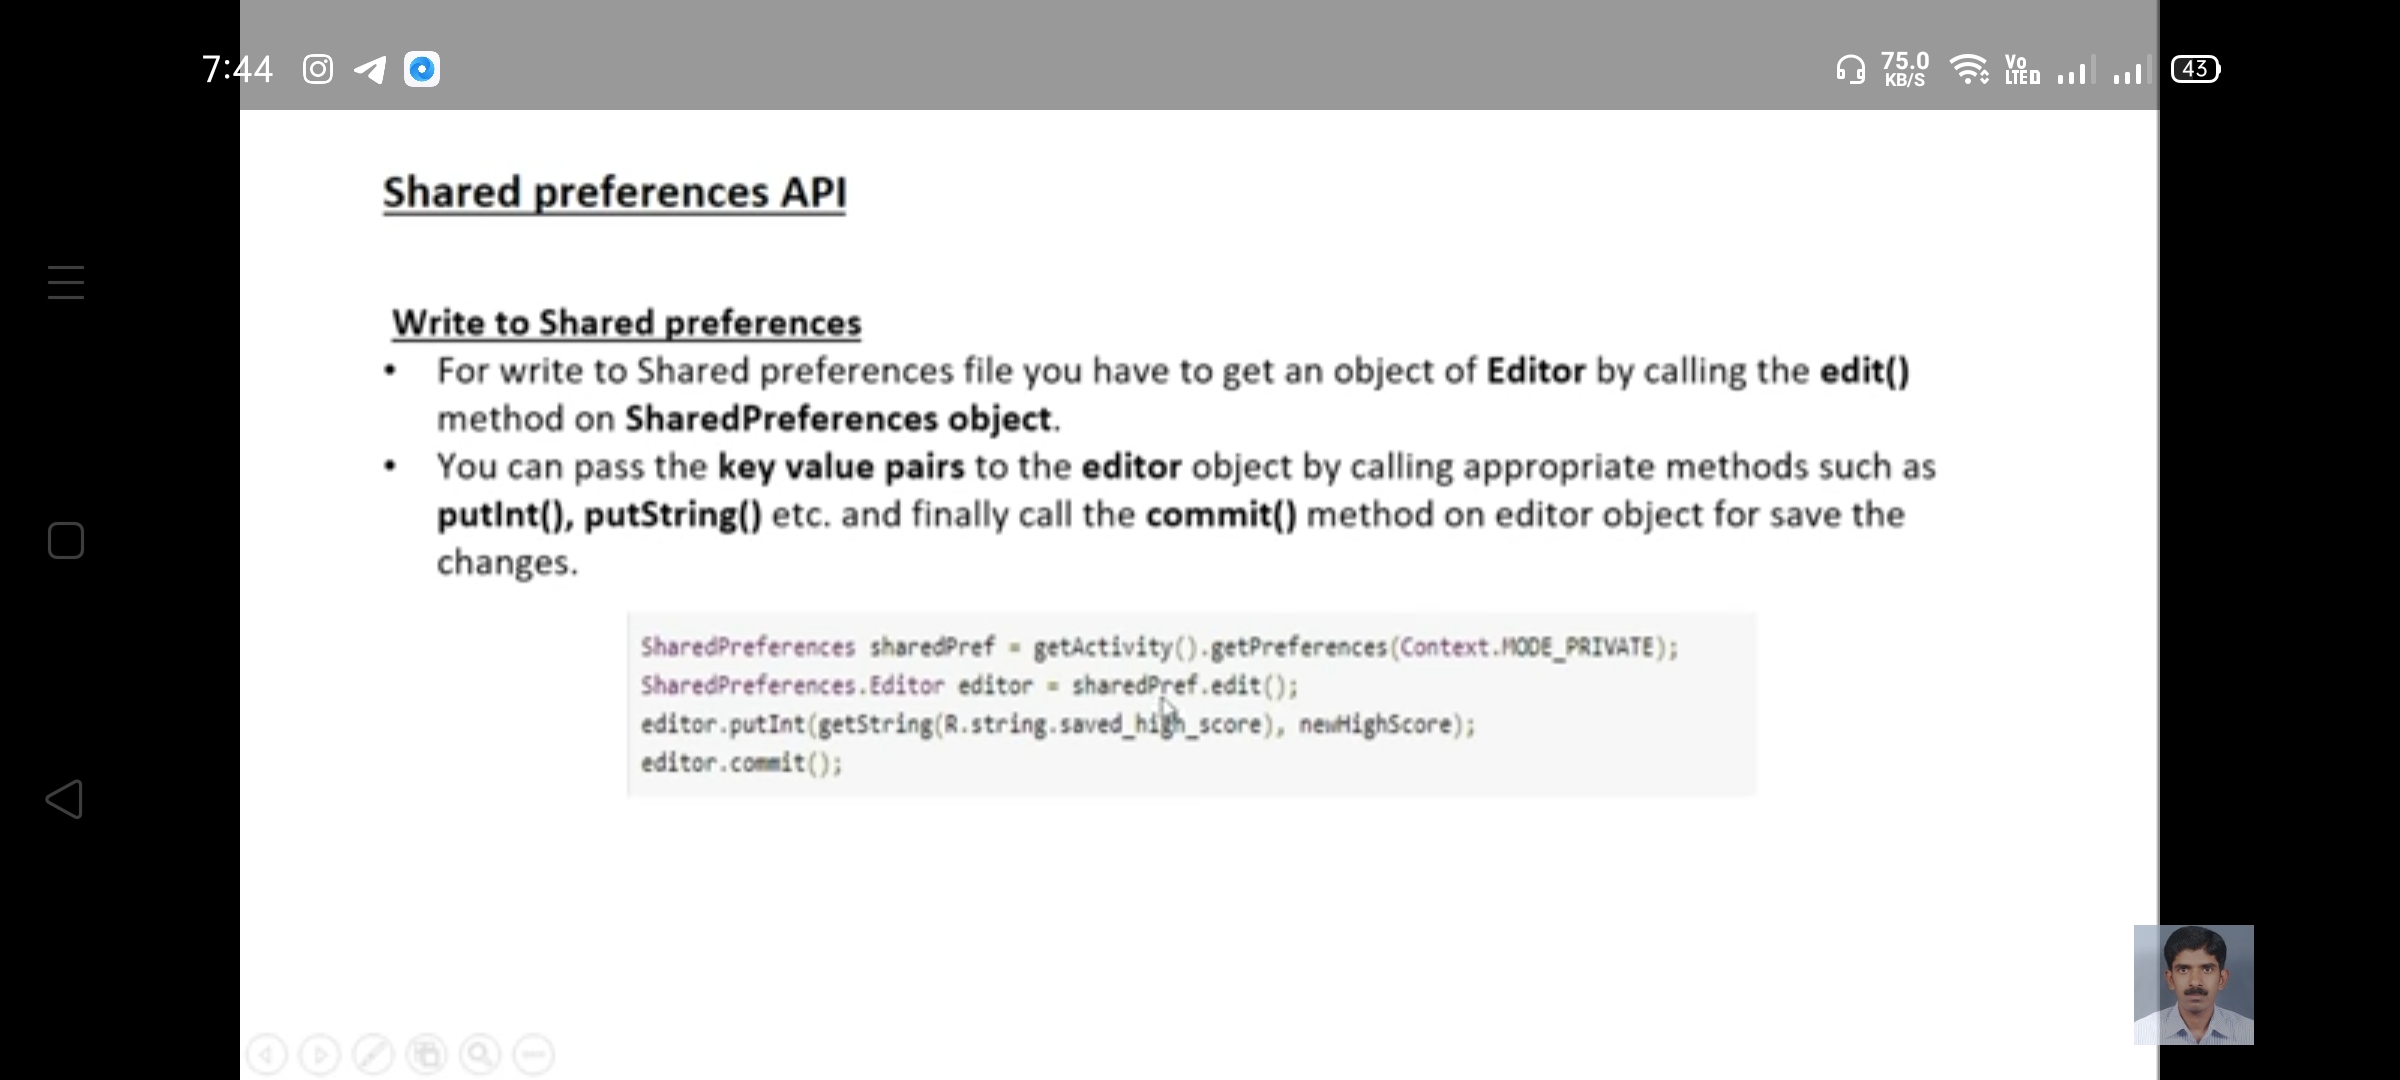 7:44
75.0
KB/S
Vo
LTE
43
Shared preferences API
Write to Shared preferences
• For write to Shared preferences file you have to get an object of Editor by calling the edit()
method on SharedPreferences object.
• You can pass the key value pairs to the editor object by calling appropriate methods such as
putInt(), putString() etc. and finally call the commit() method on editor object for save the
changes.
SharedPreferences sharedPref = getActivity().getPreferences(Context.MODE_PRIVATE);
SharedPreferences.Editor editor = sharedPref.edit();
editor.putInt(getString(R.string.saved_high_score), newHighScore);
editor.commit();